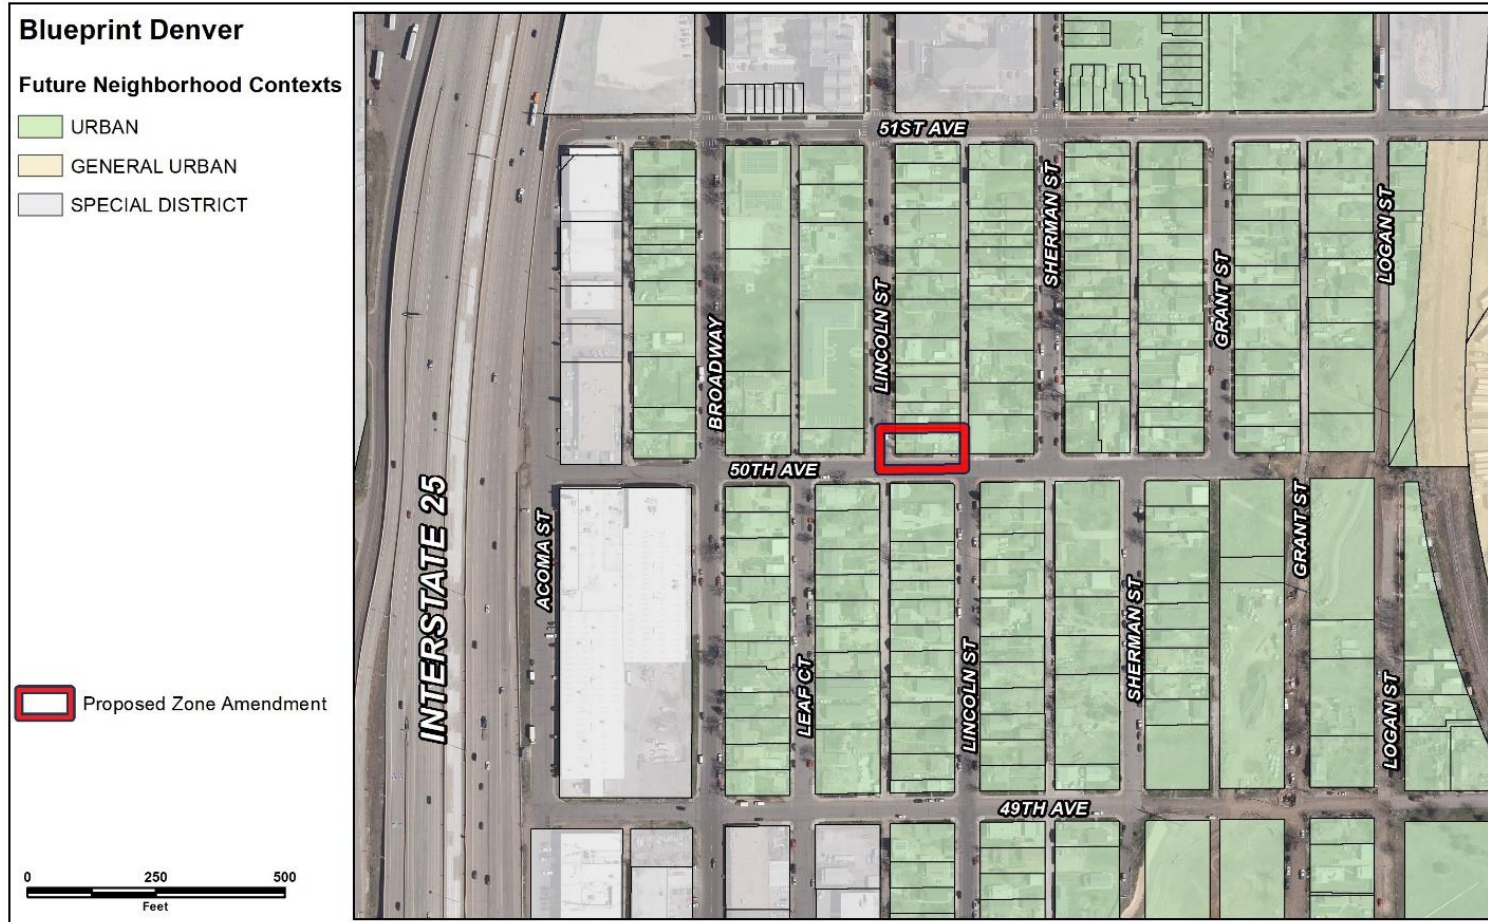 Blueprint Denver
Future Neighborhood Contexts
URBAN
GENERAL URBAN
SPECIAL DISTRICT
Proposed Zone Amendment
0 250 500
Feet
51ST AVE
SHERMAN ST
LOGAN ST
GRANT ST
LINCOLN ST
BROADWAY
50TH AVE
INTERSTATE 25
ACOMA ST
GRANT ST
SHERMAN ST
LEAF CT
LINCOLN ST
LOGAN ST
49TH AVE